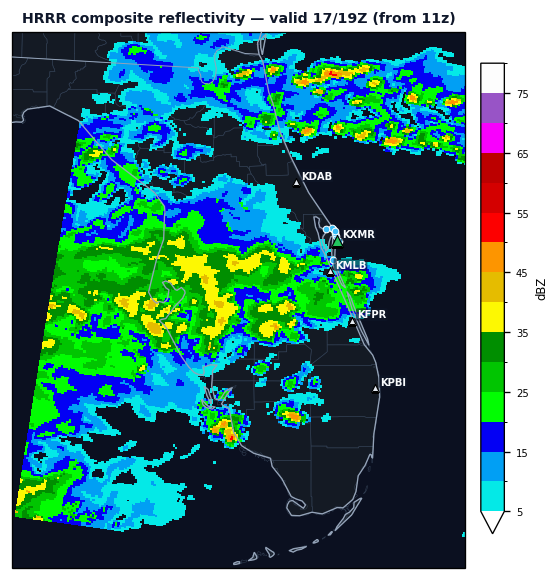 HRRR composite reflectivity — valid 17/19Z (from 11z)
KDAB
KXMR
KMLB
KFPR
KPBI
75
65
55
45
35
25
15
5
dBZ